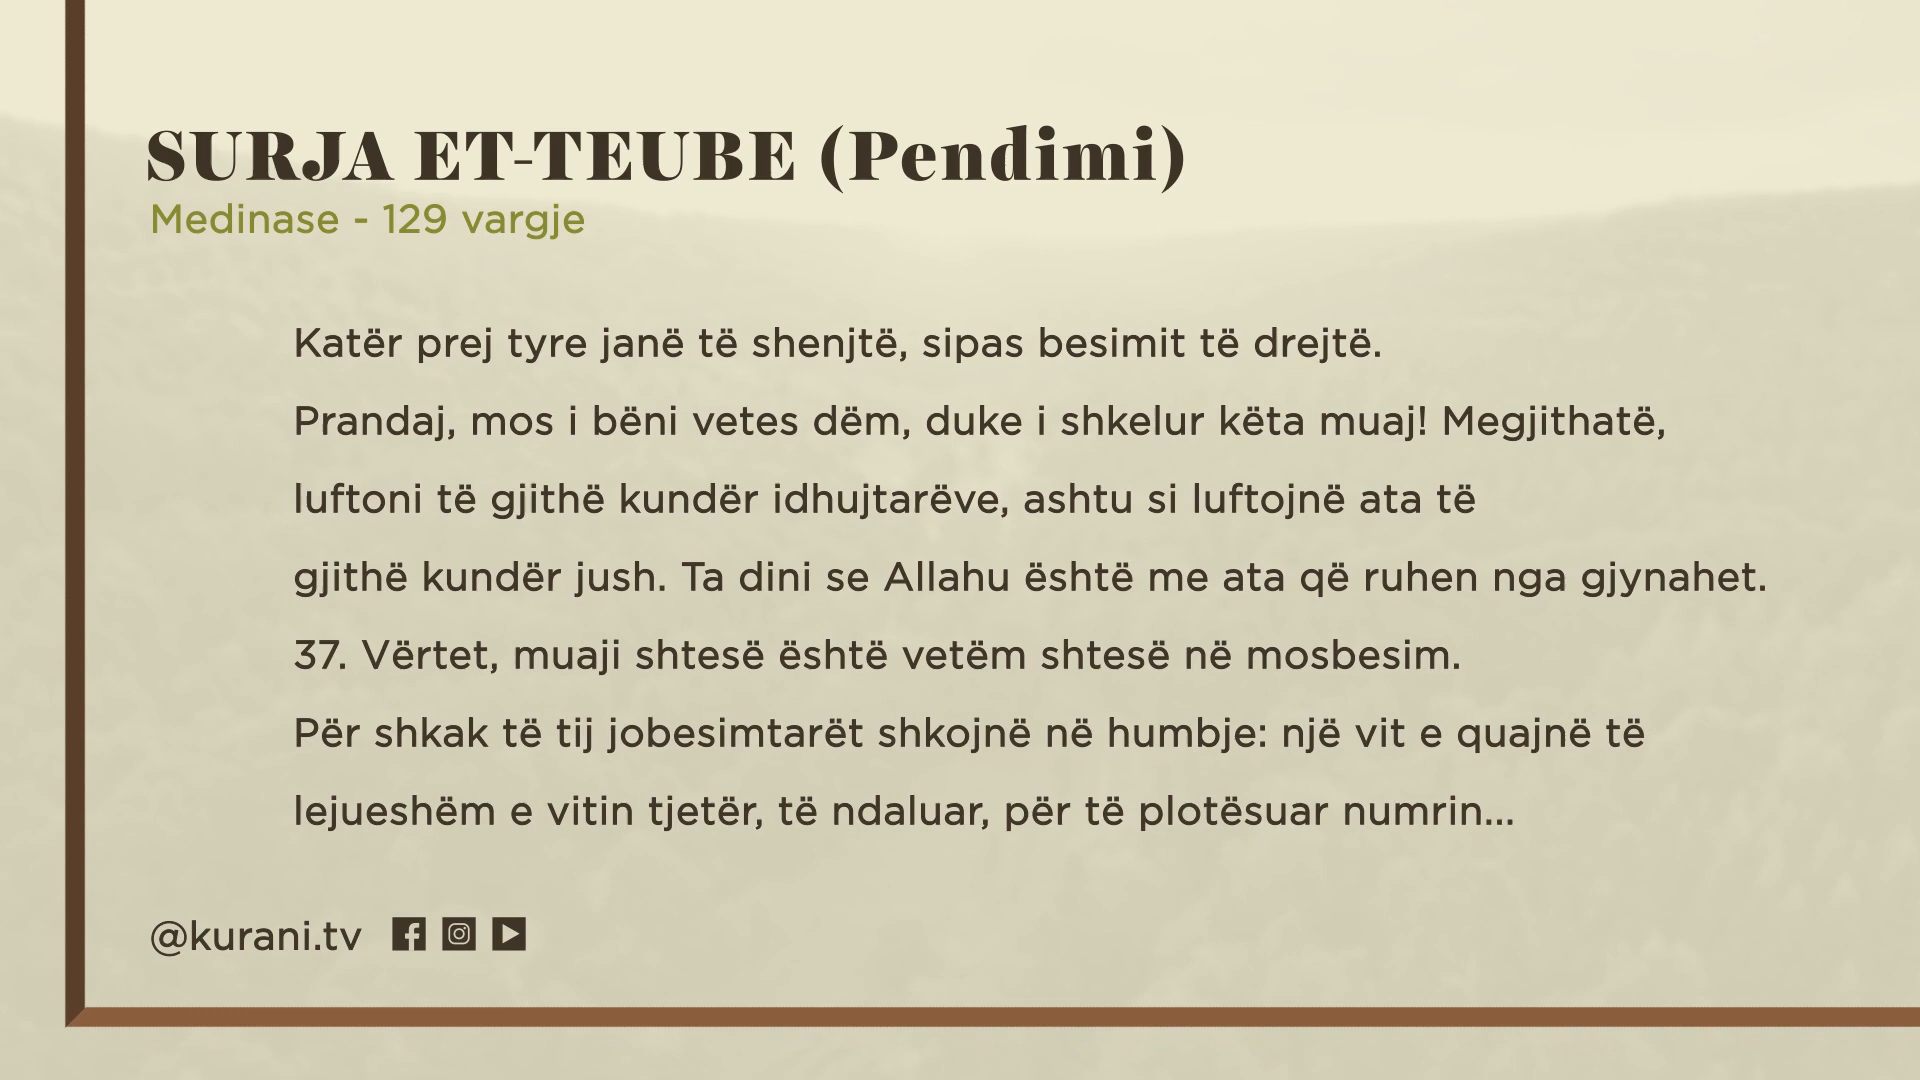 SURJA ET-TEUBE (Pendimi)
Medinase - 129 vargje
Katër prej tyre janë të shenjtë, sipas besimit të drejtë.
Prandaj, mos i bëni vetes dëm, duke i shkelur këta muaj! Megjithatë,
luftoni të gjithë kundër idhujtarëve, ashtu si luftojnë ata të
gjithë kundër jush. Ta dini se Allahu është me ata që ruhen nga gjynahet.
37. Vërtet, muaji shtesë është vetëm shtesë në mosbesim.
Për shkak të tij jobesimtarët shkojnë në humbje: një vit e quajnë të
lejueshëm e vitin tjetër, të ndaluar, për të plotësuar numrin...
@kurani.tv